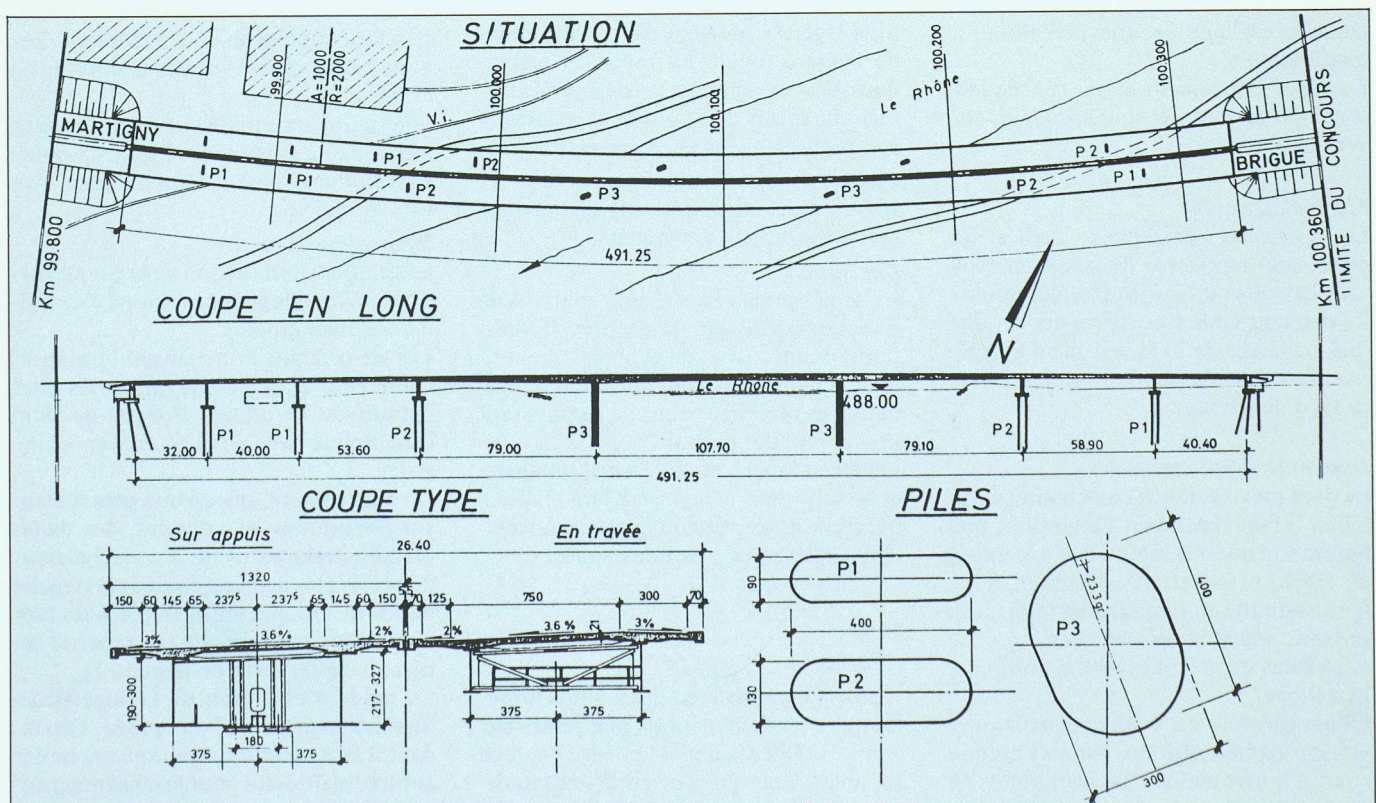 SITUATION
99.900
A=1000
R=2000
100.000
100.100
100.200
100.300
Le Rhône
V.i.
MARTIGNY
BRIGUE
P1
P2
P2
P1
P1
P2
P3
P3
P2
P1
491.25
Km 99.800
Km 100.360
LIMITE DU CONCOURS
N
COUPE EN LONG
Le Rhône
488.00
P1
P1
P2
P3
P3
P2
P1
32.00 40.00 53.60 79.00 107.70 79.10 58.90 40.40
491.25
COUPE TYPE
Sur appuis
En travée
26.40
1320
150 60 145 65 237⁵ 237⁵ 65 145 60 150 55 70 125 750 300 70
3% 3.6% 2% 2% 3.6% 3%
190-300
217-327
180
375 375
375 375
PILES
P1
90
400
P2
130
P3
23.39
400
300